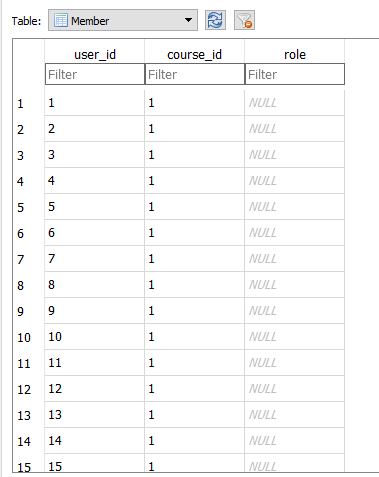 Table: Member
user_id course_id role
Filter Filter Filter
1 1 1 NULL
2 2 1 NULL
3 3 1 NULL
4 4 1 NULL
5 5 1 NULL
6 6 1 NULL
7 7 1 NULL
8 8 1 NULL
9 9 1 NULL
10 10 1 NULL
11 11 1 NULL
12 12 1 NULL
13 13 1 NULL
14 14 1 NULL
15 15 1 NULL